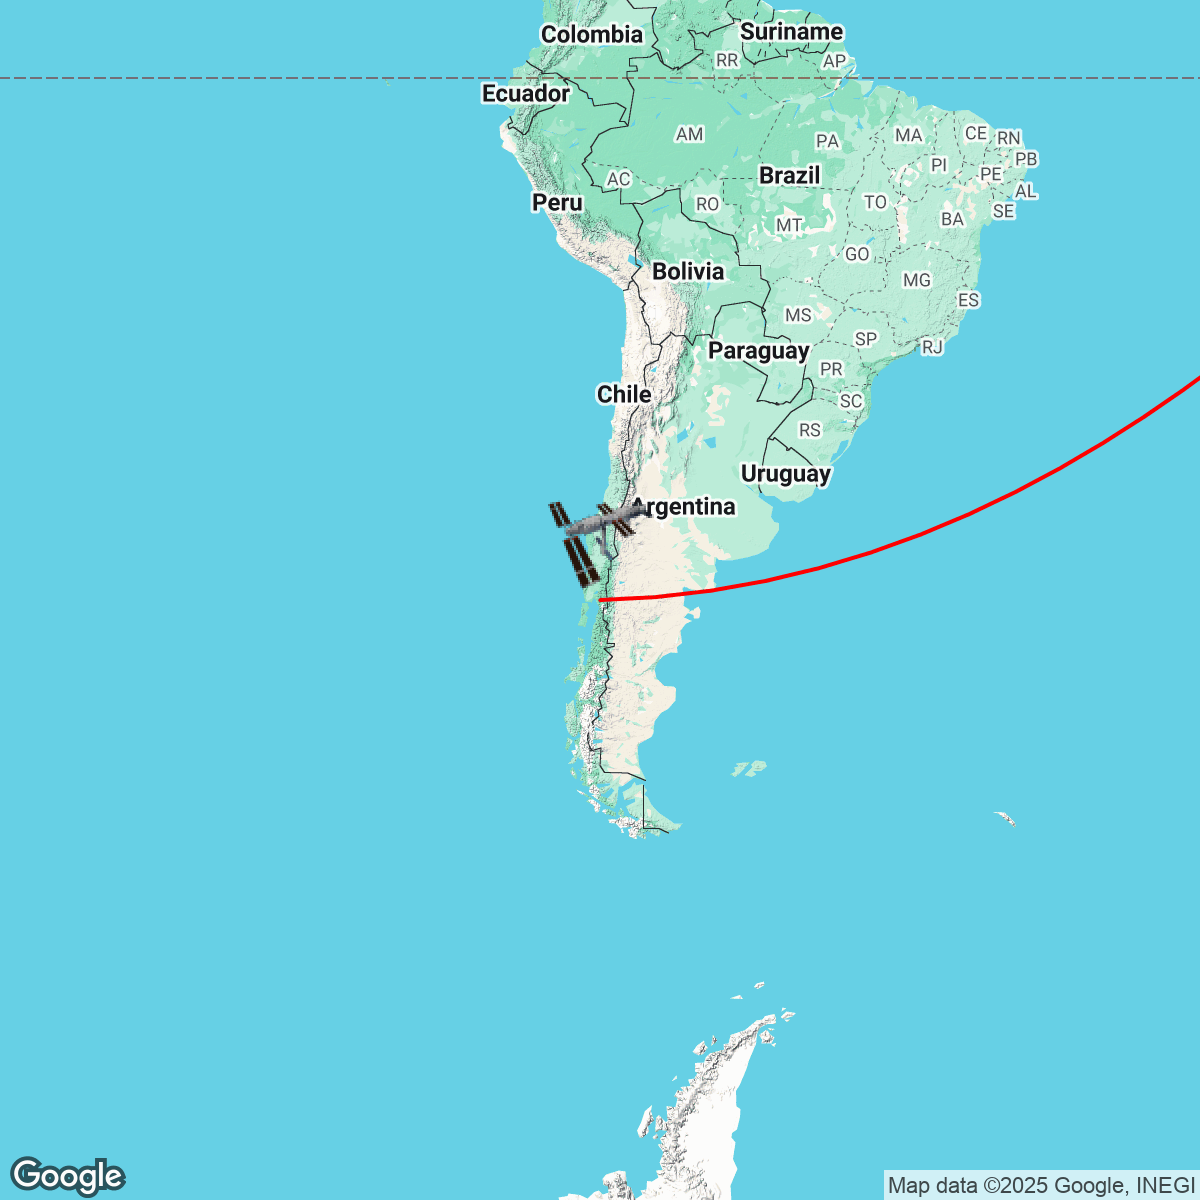 Colombia
Suriname
RR
AP
Ecuador
AM
PA
MA
CE
RN
PI
PB
PE
Brazil
AC
AL
Peru
RO
TO
SE
MT
BA
GO
Bolivia
MG
ES
MS
SP
RJ
Paraguay
PR
Chile
SC
RS
Uruguay
Argentina
Google
Map data ©2025 Google, INEGI